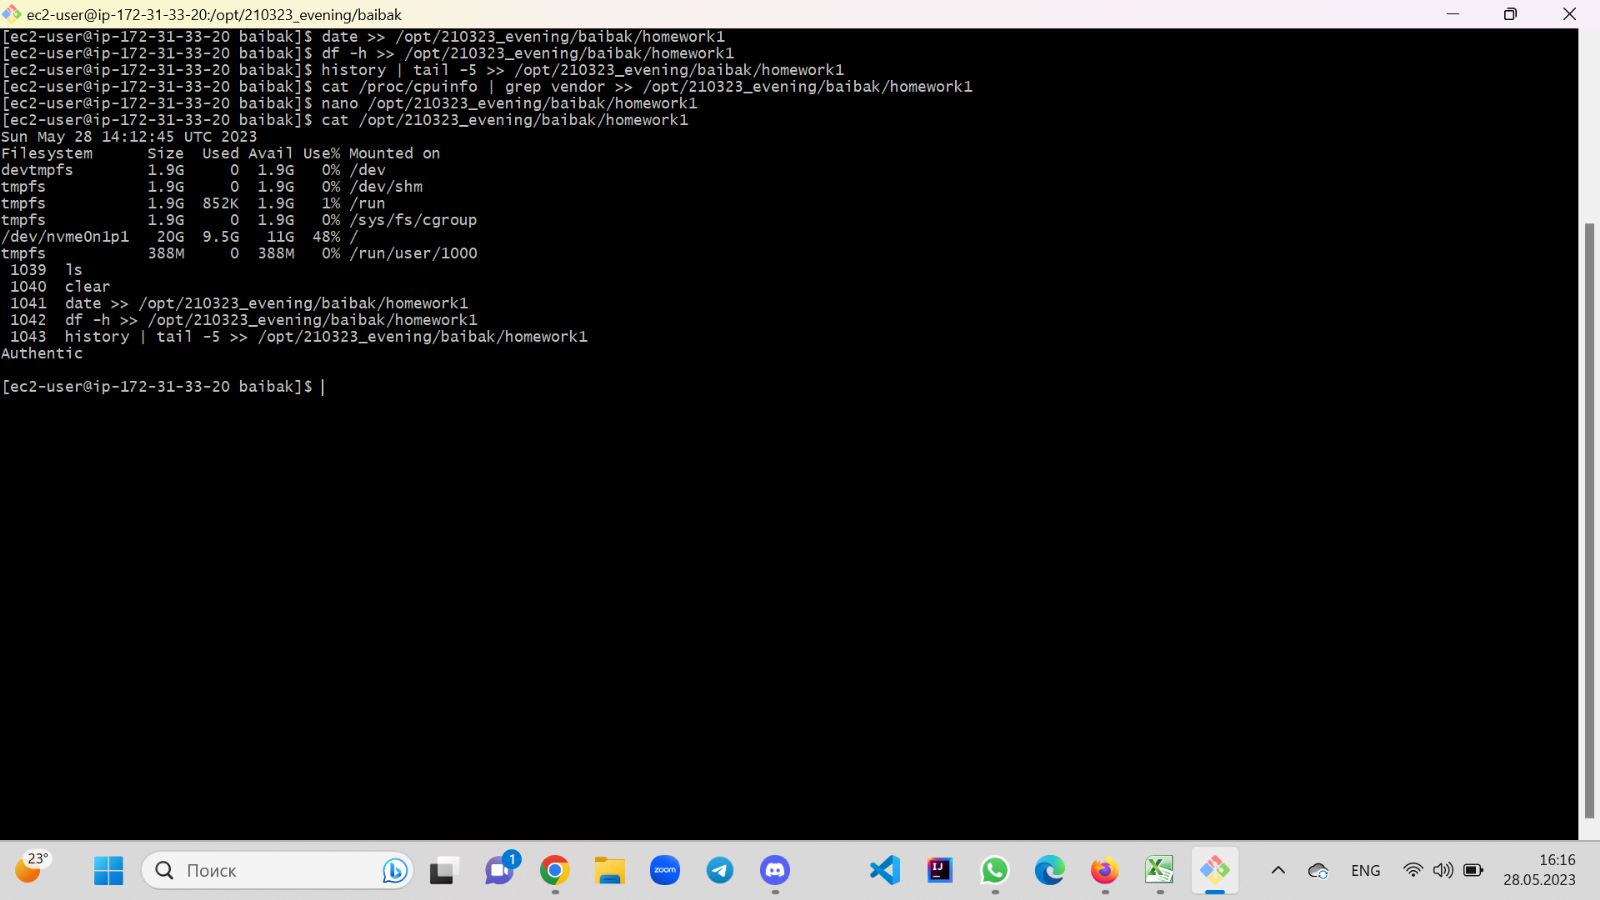 ec2-user@ip-172-31-33-20:/opt/210323_evening/baibak
[ec2-user@ip-172-31-33-20 baibak]$ date >> /opt/210323_evening/baibak/homework1
[ec2-user@ip-172-31-33-20 baibak]$ df -h >> /opt/210323_evening/baibak/homework1
[ec2-user@ip-172-31-33-20 baibak]$ history | tail -5 >> /opt/210323_evening/baibak/homework1
[ec2-user@ip-172-31-33-20 baibak]$ cat /proc/cpuinfo | grep vendor >> /opt/210323_evening/baibak/homework1
[ec2-user@ip-172-31-33-20 baibak]$ nano /opt/210323_evening/baibak/homework1
[ec2-user@ip-172-31-33-20 baibak]$ cat /opt/210323_evening/baibak/homework1
Sun May 28 14:12:45 UTC 2023
Filesystem      Size  Used Avail Use% Mounted on
devtmpfs        1.9G     0  1.9G   0% /dev
tmpfs           1.9G     0  1.9G   0% /dev/shm
tmpfs           1.9G  852K  1.9G   1% /run
tmpfs           1.9G     0  1.9G   0% /sys/fs/cgroup
/dev/nvme0n1p1   20G  9.5G   11G  48% /
tmpfs           388M     0  388M   0% /run/user/1000
 1039  ls
 1040  clear
 1041  date >> /opt/210323_evening/baibak/homework1
 1042  df -h >> /opt/210323_evening/baibak/homework1
 1043  history | tail -5 >> /opt/210323_evening/baibak/homework1
Authentic
[ec2-user@ip-172-31-33-20 baibak]$
23°
Поиск
1
zoom
IJ
ENG
16:16
28.05.2023